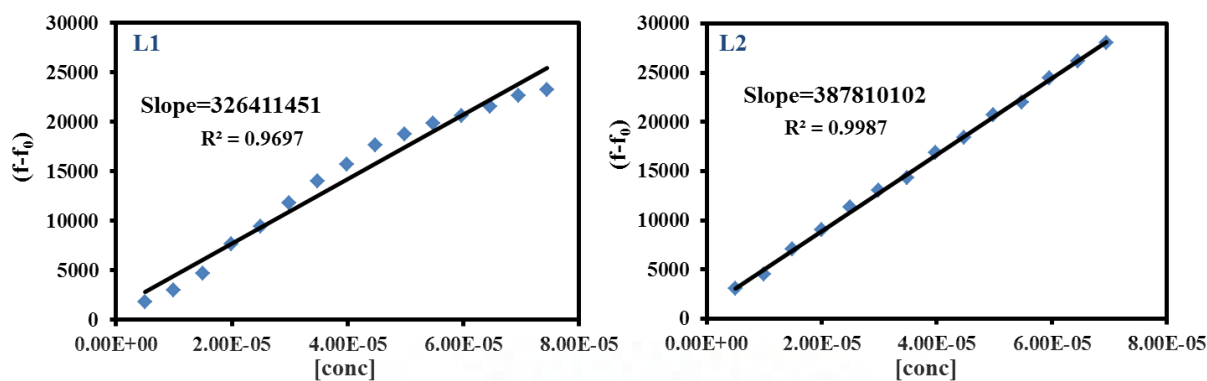 L1
Slope=326411451
R² = 0.9697
(f-f₀)
30000
25000
20000
15000
10000
5000
0
0.00E+00 2.00E-05 4.00E-05 6.00E-05 8.00E-05
[conc]
L2
Slope=387810102
R² = 0.9987
(f-f₀)
30000
25000
20000
15000
10000
5000
0
0.00E+00 2.00E-05 4.00E-05 6.00E-05 8.00E-05
[conc]